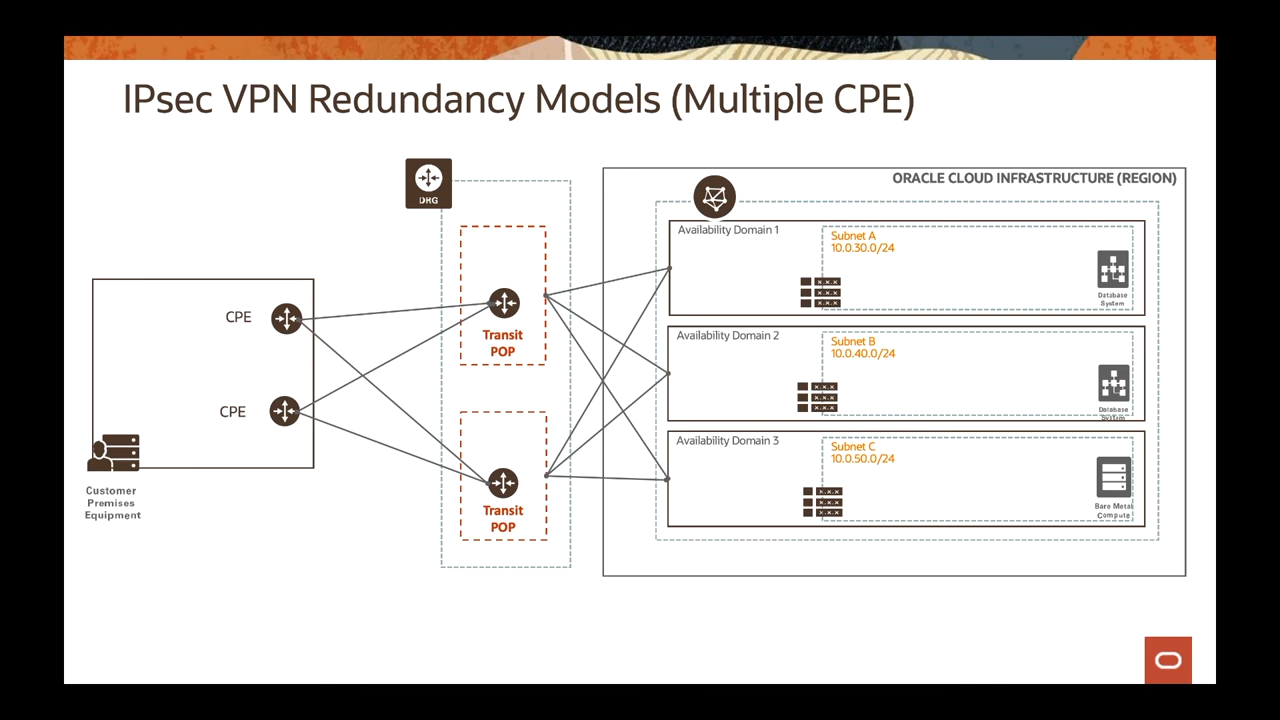 IPsec VPN Redundancy Models (Multiple CPE)
DRG
ORACLE CLOUD INFRASTRUCTURE (REGION)
CPE
CPE
Customer
Premises
Equipment
Transit
POP
Transit
POP
Availability Domain 1
Subnet A
10.0.30.0/24
Database
System
Availability Domain 2
Subnet B
10.0.40.0/24
Database
System
Availability Domain 3
Subnet C
10.0.50.0/24
Bare Metal
Compute